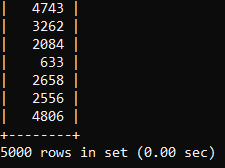 |   4743 |
|   3262 |
|   2084 |
|    633 |
|   2658 |
|   2556 |
|   4806 |
+--------+
5000 rows in set (0.00 sec)